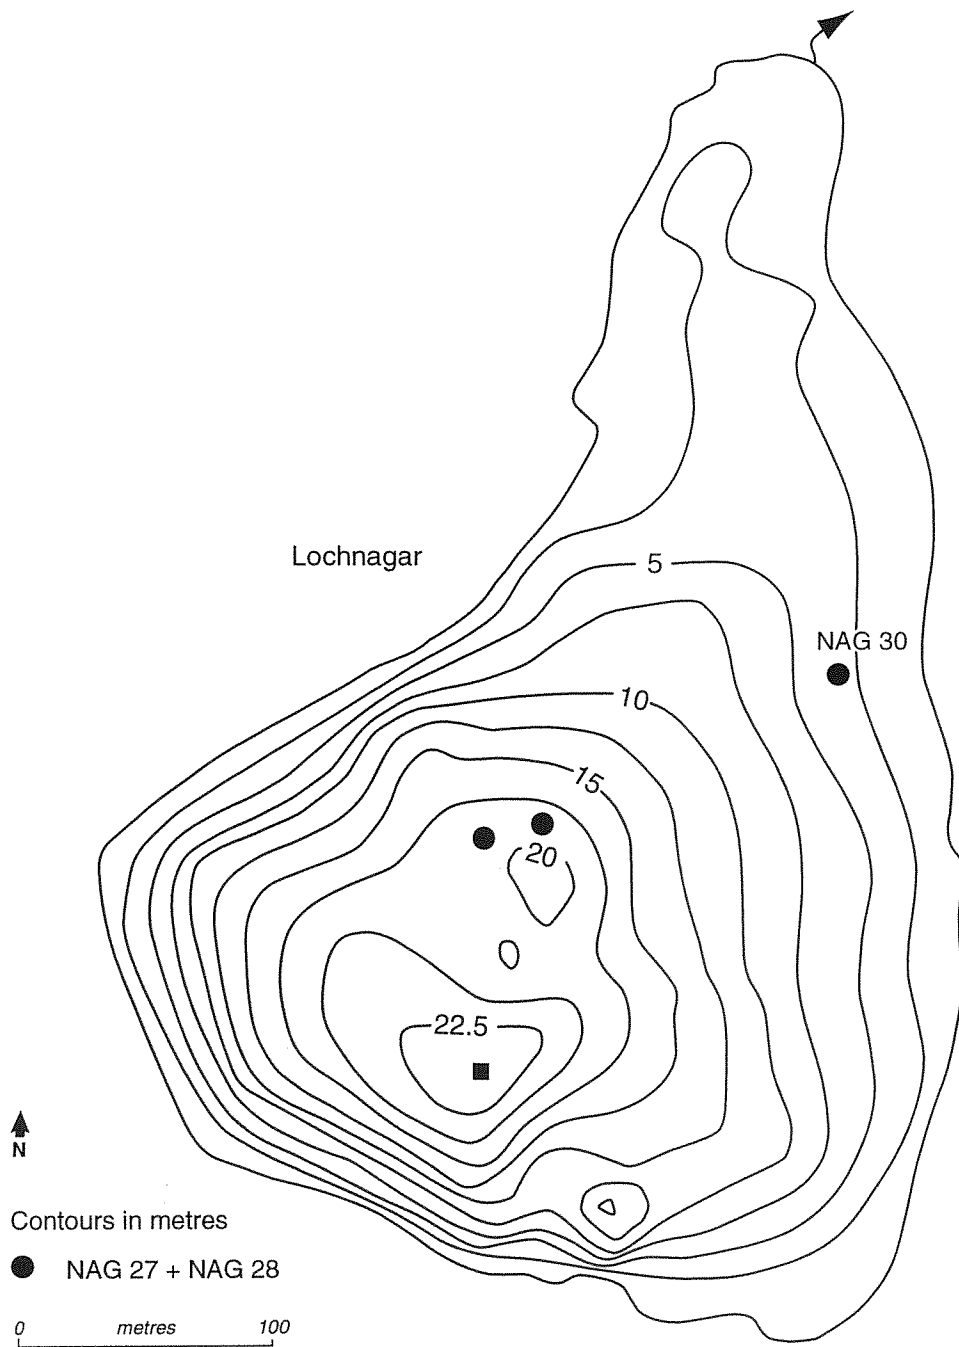 Lochnagar
5
NAG 30
10
15
20
22.5
N
Contours in metres
NAG 27 + NAG 28
0 metres 100